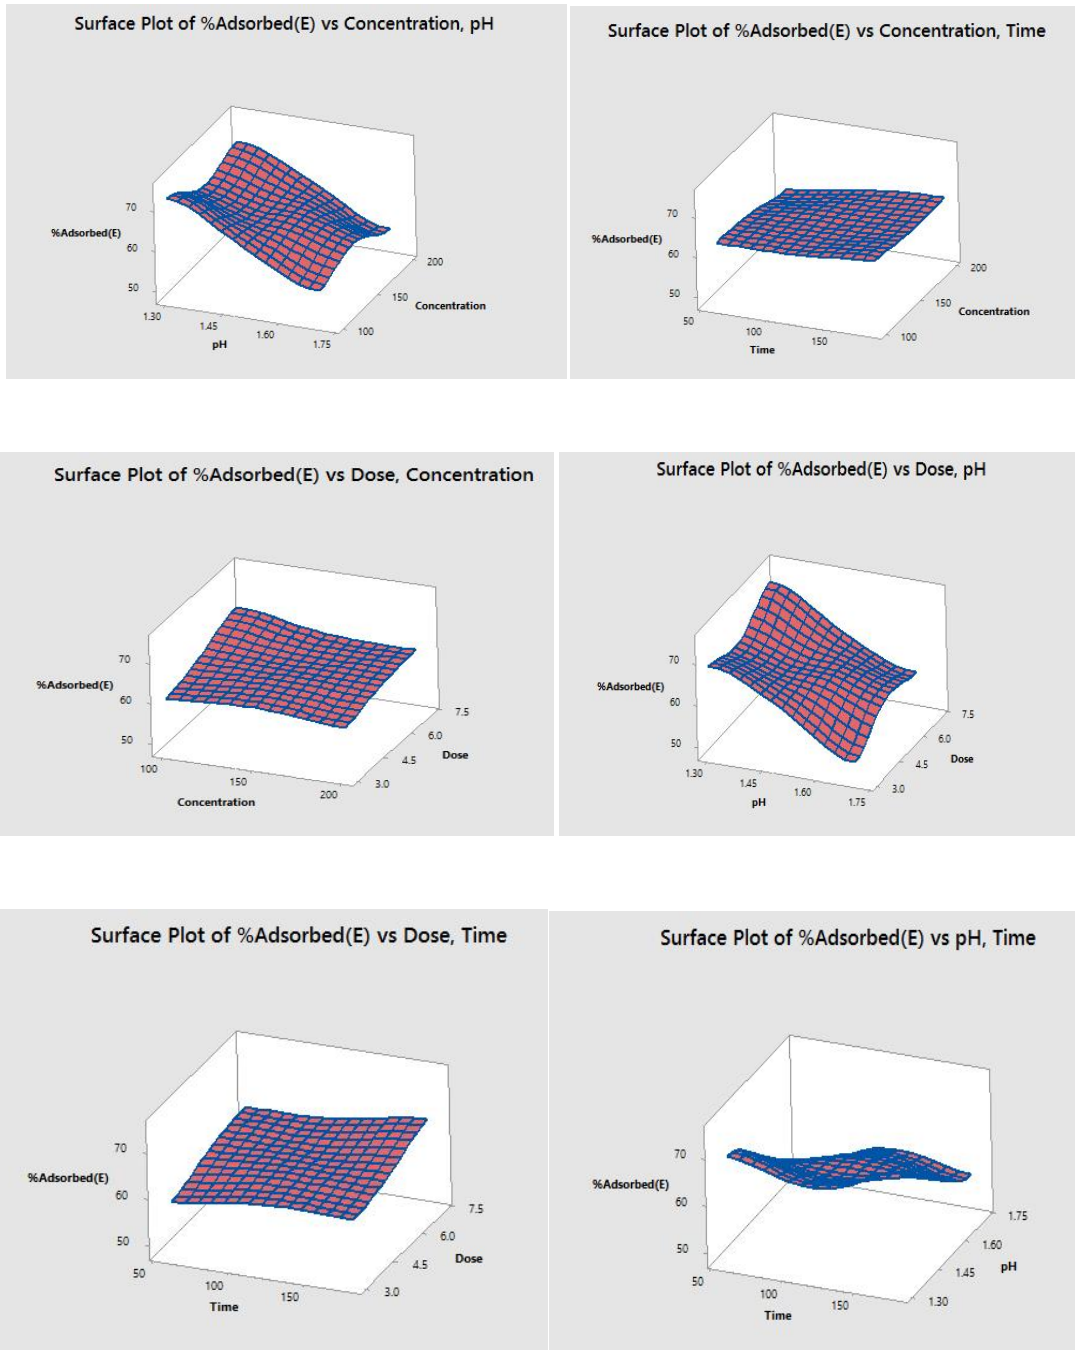 Surface Plot of %Adsorbed(E) vs Concentration, pH
70
%Adsorbed(E)
60
50
200
150
Concentration
100
1.30
1.45
1.60
1.75
pH
Surface Plot of %Adsorbed(E) vs Concentration, Time
70
%Adsorbed(E)
60
50
200
150
Concentration
100
50
100
150
Time
Surface Plot of %Adsorbed(E) vs Dose, Concentration
70
%Adsorbed(E)
60
50
7.5
6.0
Dose
4.5
3.0
100
150
200
Concentration
Surface Plot of %Adsorbed(E) vs Dose, pH
70
%Adsorbed(E)
60
50
7.5
6.0
Dose
4.5
3.0
1.30
1.45
1.60
1.75
pH
Surface Plot of %Adsorbed(E) vs Dose, Time
70
%Adsorbed(E)
60
50
7.5
6.0
Dose
4.5
3.0
50
100
150
Time
Surface Plot of %Adsorbed(E) vs pH, Time
70
%Adsorbed(E)
60
50
1.75
1.60
pH
1.45
1.30
50
100
150
Time